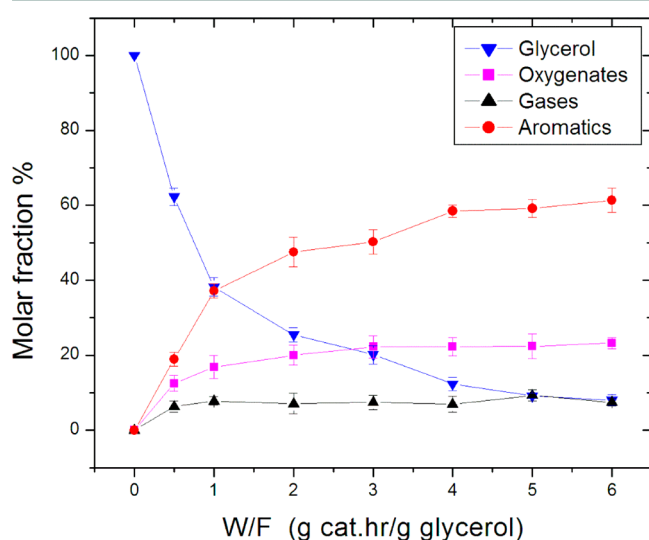 Glycerol
Oxygenates
Gases
Aromatics
Molar fraction %
100
80
60
40
20
0
0 1 2 3 4 5 6
W/F (g cat.hr/g glycerol)